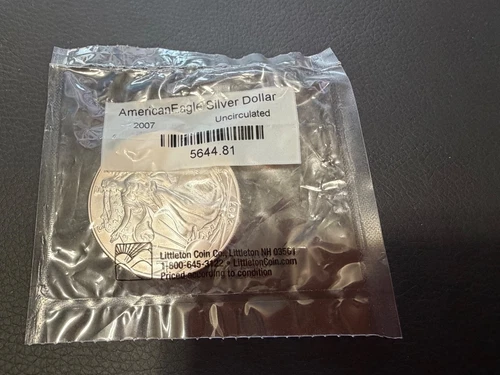 AmericanEagle Silver Dollar
2007 Uncirculated
5644.81
Littleton Coin Co., Littleton NH 03561
1-800-645-3122 • LittletonCoin.com
Priced according to condition